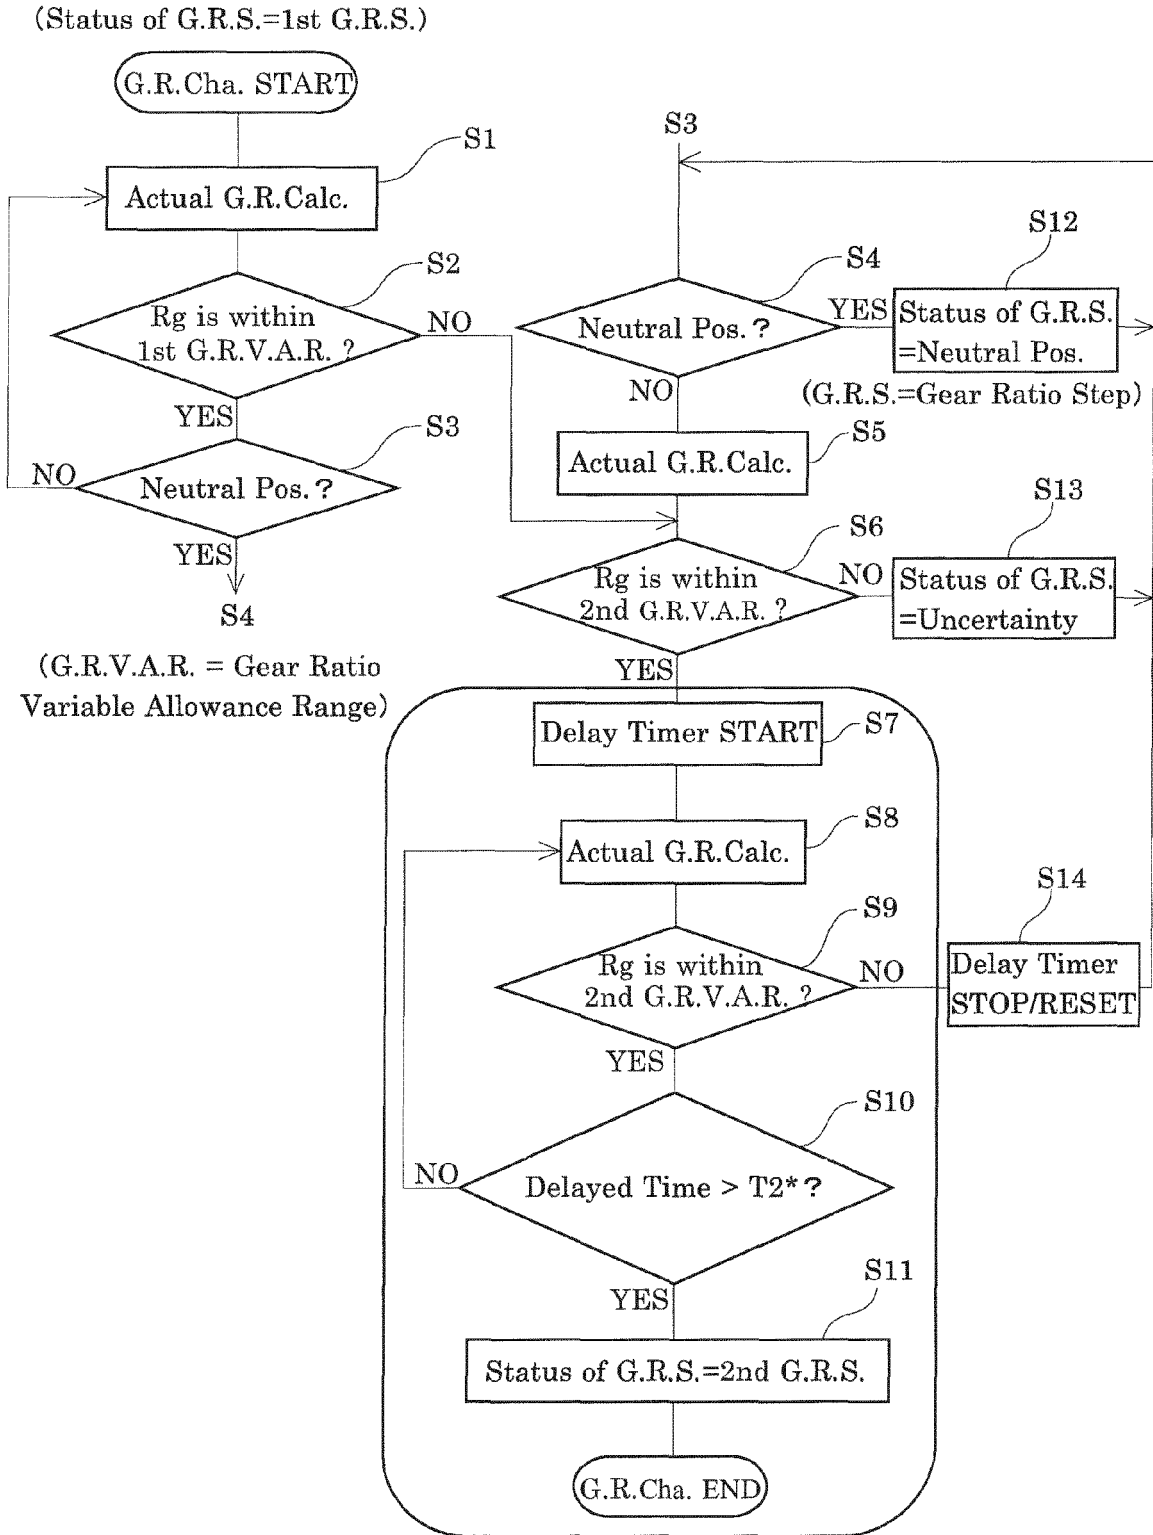 (Status of G.R.S.=1st G.R.S.)
G.R.Cha. START
S1
Actual G.R.Calc.
S2
Rg is within
1st G.R.V.A.R. ?
NO
YES
S3
NO
Neutral Pos. ?
YES
S4
(G.R.V.A.R. = Gear Ratio
Variable Allowance Range)
S3
S4
Neutral Pos. ?
YES
S12
Status of G.R.S.
=Neutral Pos.
(G.R.S.=Gear Ratio Step)
NO
S5
Actual G.R.Calc.
S6
Rg is within
2nd G.R.V.A.R. ?
NO
S13
Status of G.R.S.
=Uncertainty
YES
Delay Timer START
S7
S8
Actual G.R.Calc.
S9
Rg is within
2nd G.R.V.A.R. ?
NO
S14
Delay Timer
STOP/RESET
YES
S10
NO
Delayed Time > T2* ?
YES
S11
Status of G.R.S.=2nd G.R.S.
G.R.Cha. END